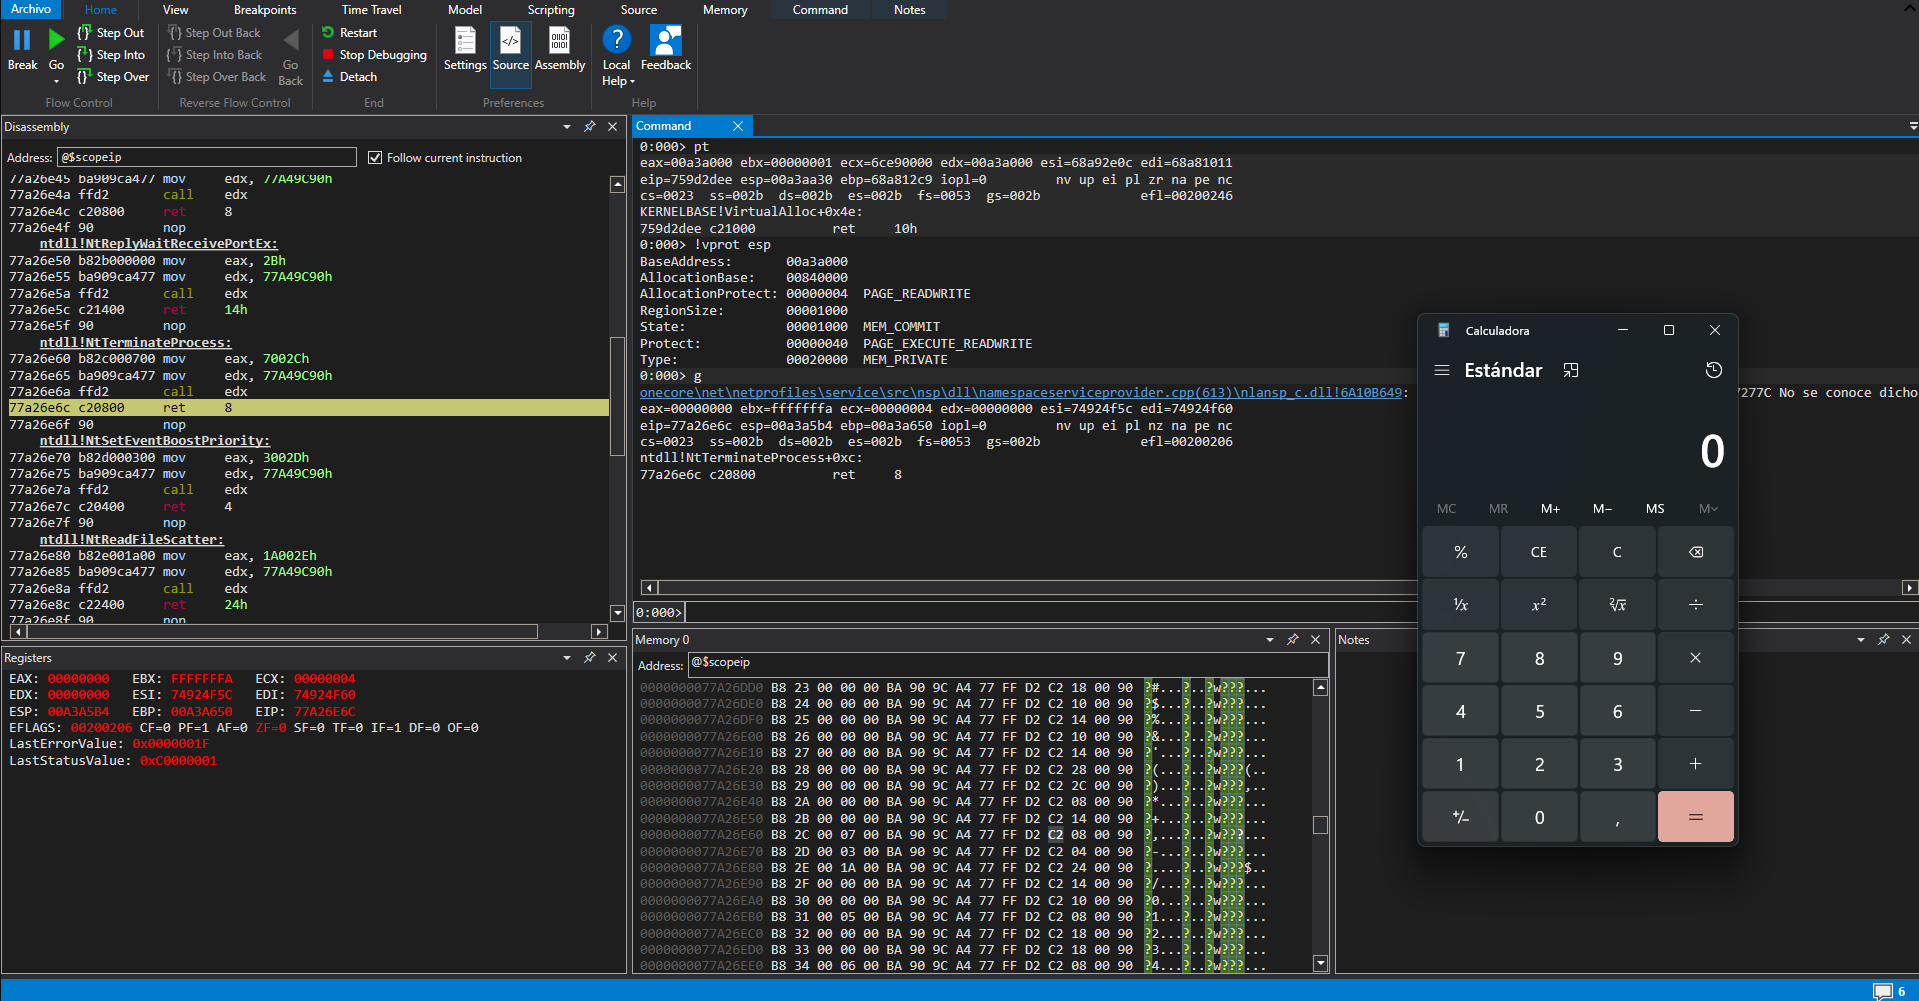 Archivo Home View Breakpoints Time Travel Model Scripting Source Memory Command Notes
Break
Go
Step Out
Step Into
Step Over
Flow Control
Step Out Back
Step Into Back
Step Over Back
Go Back
Reverse Flow Control
Restart
Stop Debugging
Detach
End
Settings
Source
Assembly
Preferences
Local Help
Feedback
Help
Disassembly
Address: @$scopeip Follow current instruction
77a26e45 ba909ca477 mov edx, 77A49C90h
77a26e4a ffd2 call edx
77a26e4c c20800 ret 8
77a26e4f 90 nop
ntdll!NtReplyWaitReceivePortEx:
77a26e50 b82b000000 mov eax, 2Bh
77a26e55 ba909ca477 mov edx, 77A49C90h
77a26e5a ffd2 call edx
77a26e5c c21400 ret 14h
77a26e5f 90 nop
ntdll!NtTerminateProcess:
77a26e60 b82c000700 mov eax, 7002Ch
77a26e65 ba909ca477 mov edx, 77A49C90h
77a26e6a ffd2 call edx
77a26e6c c20800 ret 8
77a26e6f 90 nop
ntdll!NtSetEventBoostPriority:
77a26e70 b82d000300 mov eax, 3002Dh
77a26e75 ba909ca477 mov edx, 77A49C90h
77a26e7a ffd2 call edx
77a26e7c c20400 ret 4
77a26e7f 90 nop
ntdll!NtReadFileScatter:
77a26e80 b82e001a00 mov eax, 1A002Eh
77a26e85 ba909ca477 mov edx, 77A49C90h
77a26e8a ffd2 call edx
77a26e8c c22400 ret 24h
77a26e8f 90 nop
Registers
EAX: 00000000 EBX: FFFFFFFA ECX: 00000004
EDX: 00000000 ESI: 74924F5C EDI: 74924F60
ESP: 00A3A5B4 EBP: 00A3A650 EIP: 77A26E6C
EFLAGS: 00200206 CF=0 PF=1 AF=0 ZF=0 SF=0 TF=0 IF=1 DF=0 OF=0
LastErrorValue: 0x0000001F
LastStatusValue: 0xC0000001
Command
0:000> pt
eax=00a3a000 ebx=00000001 ecx=6ce90000 edx=00a3a000 esi=68a92e0c edi=68a81011
eip=759d2dee esp=00a3aa30 ebp=68a812c9 iopl=0 nv up ei pl zr na pe nc
cs=0023 ss=002b ds=002b es=002b fs=0053 gs=002b efl=00200246
KERNELBASE!VirtualAlloc+0x4e:
759d2dee c21000 ret 10h
0:000> !vprot esp
BaseAddress: 00a3a000
AllocationBase: 00840000
AllocationProtect: 00000004 PAGE_READWRITE
RegionSize: 00001000
State: 00001000 MEM_COMMIT
Protect: 00000040 PAGE_EXECUTE_READWRITE
Type: 00020000 MEM_PRIVATE
0:000> g
onecore\net\netprofiles\service\src\nsp\dll\namespaceserviceprovider.cpp(613)\nlansp_c.dll!6A10B649: 7277C No se conoce dicho
eax=00000000 ebx=fffffffa ecx=00000004 edx=00000000 esi=74924f5c edi=74924f60
eip=77a26e6c esp=00a3a5b4 ebp=00a3a650 iopl=0 nv up ei pl nz na pe nc
cs=0023 ss=002b ds=002b es=002b fs=0053 gs=002b efl=00200206
ntdll!NtTerminateProcess+0xc:
77a26e6c c20800 ret 8
0:000>
Memory 0
Address: @$scopeip
0000000077A26DD0 B8 23 00 00 00 BA 90 9C A4 77 FF D2 C2 18 00 90 ?#...?..?w???...
0000000077A26DE0 B8 24 00 00 00 BA 90 9C A4 77 FF D2 C2 10 00 90 ?$...?..?w???...
0000000077A26DF0 B8 25 00 00 00 BA 90 9C A4 77 FF D2 C2 14 00 90 ?%...?..?w???...
0000000077A26E00 B8 26 00 00 00 BA 90 9C A4 77 FF D2 C2 10 00 90 ?&...?..?w???...
0000000077A26E10 B8 27 00 00 00 BA 90 9C A4 77 FF D2 C2 14 00 90 ?'...?..?w???...
0000000077A26E20 B8 28 00 00 00 BA 90 9C A4 77 FF D2 C2 28 00 90 ?(...?..?w???(..
0000000077A26E30 B8 29 00 00 00 BA 90 9C A4 77 FF D2 C2 2C 00 90 ?)...?..?w???,..
0000000077A26E40 B8 2A 00 00 00 BA 90 9C A4 77 FF D2 C2 08 00 90 ?*...?..?w???...
0000000077A26E50 B8 2B 00 00 00 BA 90 9C A4 77 FF D2 C2 14 00 90 ?+...?..?w???...
0000000077A26E60 B8 2C 00 07 00 BA 90 9C A4 77 FF D2 C2 08 00 90 ?,...?..?w???...
0000000077A26E70 B8 2D 00 03 00 BA 90 9C A4 77 FF D2 C2 04 00 90 ?-...?..?w???...
0000000077A26E80 B8 2E 00 1A 00 BA 90 9C A4 77 FF D2 C2 24 00 90 ?....?..?w???$..
0000000077A26E90 B8 2F 00 00 00 BA 90 9C A4 77 FF D2 C2 14 00 90 ?/...?..?w???...
0000000077A26EA0 B8 30 00 00 00 BA 90 9C A4 77 FF D2 C2 10 00 90 ?0...?..?w???...
0000000077A26EB0 B8 31 00 05 00 BA 90 9C A4 77 FF D2 C2 08 00 90 ?1...?..?w???...
0000000077A26EC0 B8 32 00 00 00 BA 90 9C A4 77 FF D2 C2 18 00 90 ?2...?..?w???...
0000000077A26ED0 B8 33 00 00 00 BA 90 9C A4 77 FF D2 C2 18 00 90 ?3...?..?w???...
0000000077A26EE0 B8 34 00 06 00 BA 90 9C A4 77 FF D2 C2 08 00 90 ?4...?..?w???...
Notes
Calculadora
Estándar
0
MC MR M+ M− MS M˅
% CE C
¹/x x² ²√x ÷
7 8 9 ×
4 5 6 −
1 2 3 +
+/− 0 , =
6